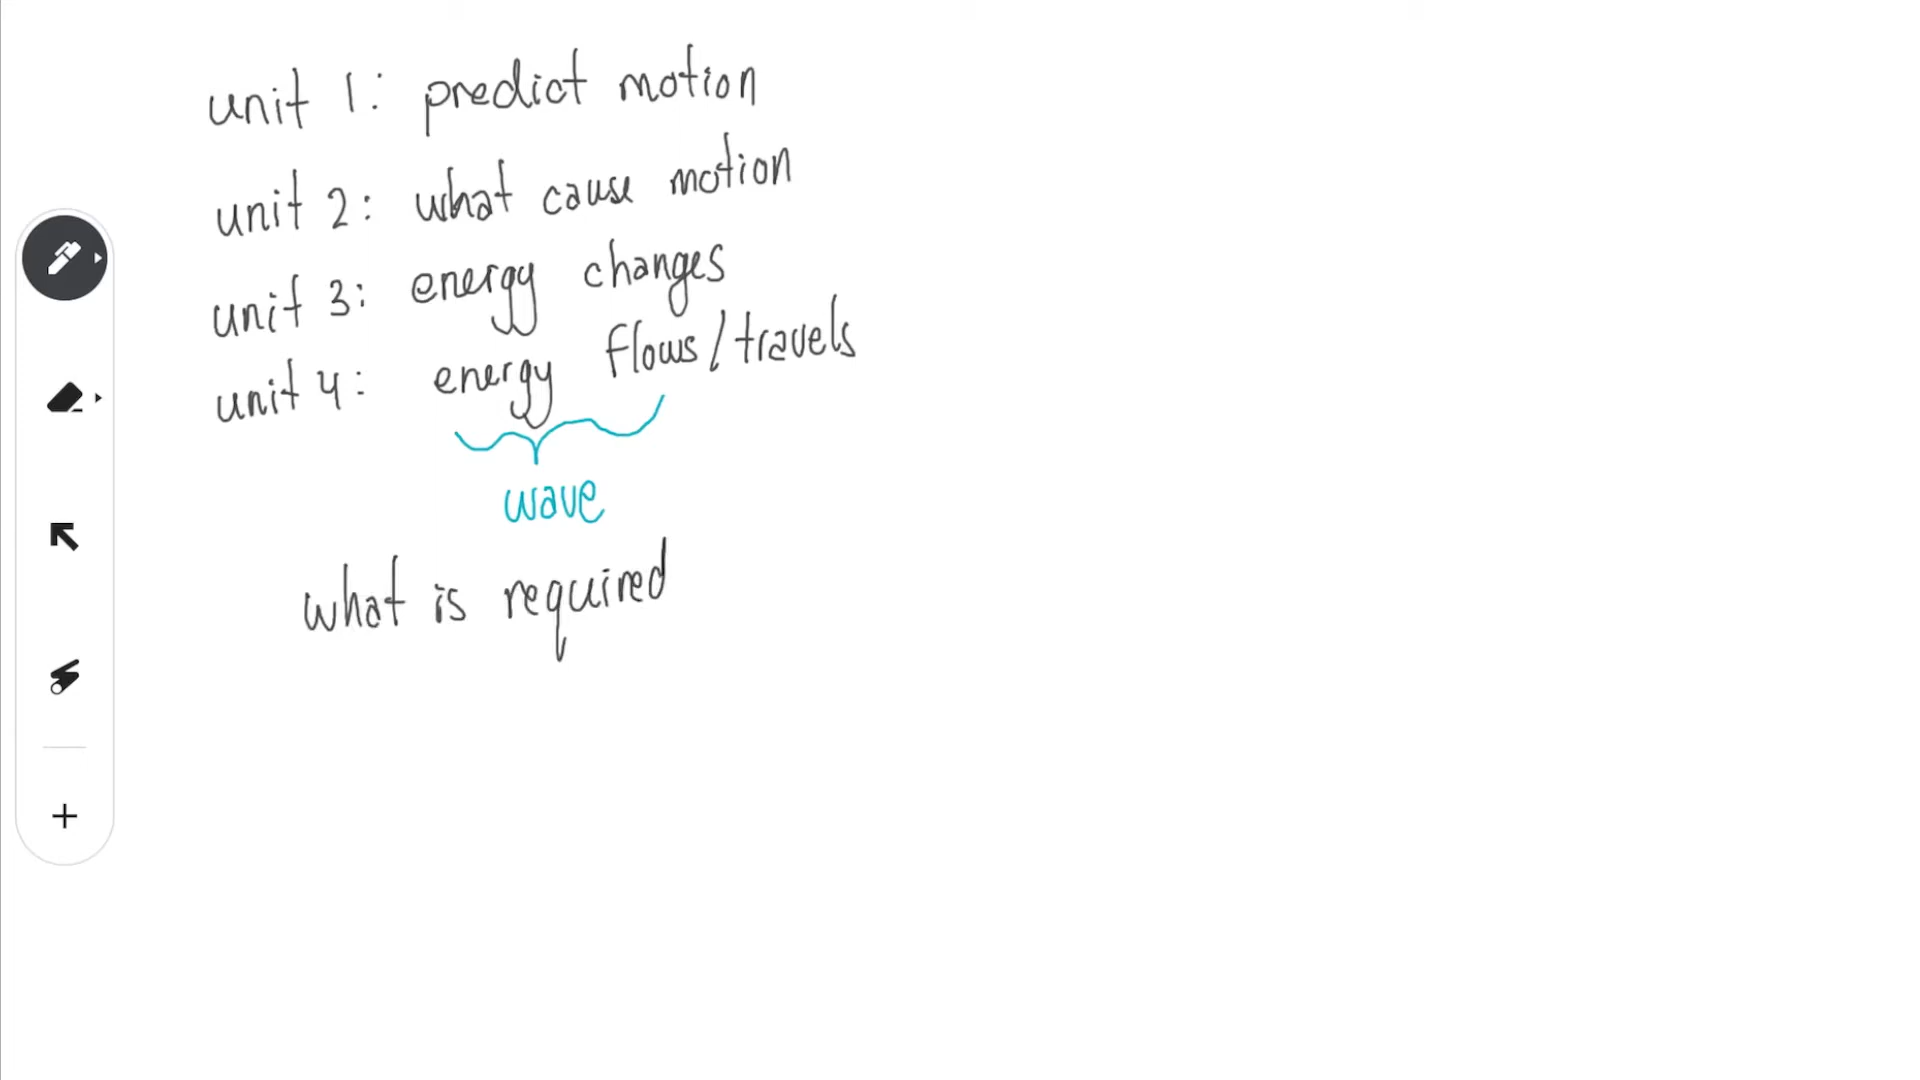 unit 1: predict motion
unit 2: what cause motion
unit 3: energy changes
unit 4: energy flows/travels
wave
what is required